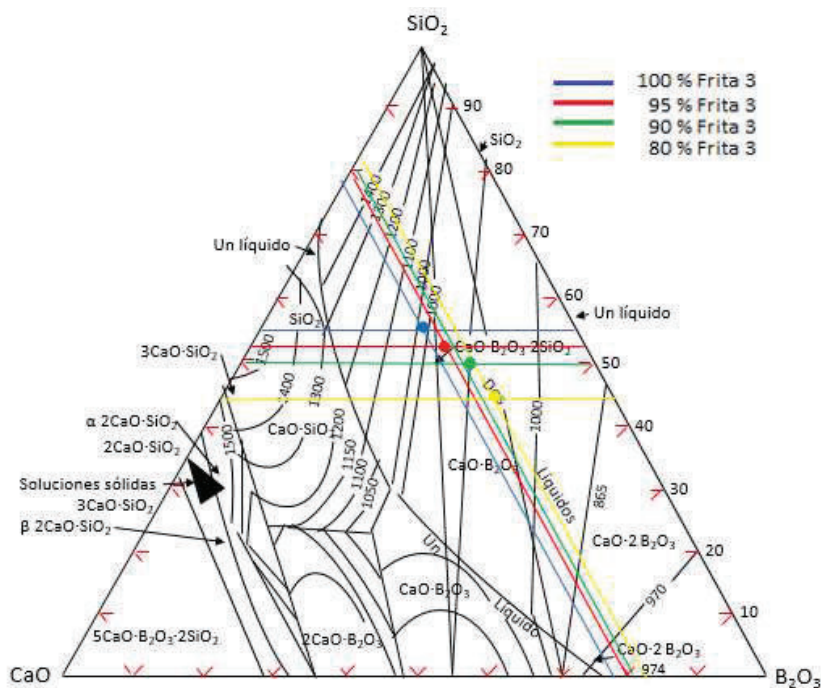 SiO₂
100 % Frita 3
95 % Frita 3
90 % Frita 3
80 % Frita 3
90
SiO₂
80
70
Un líquido
60
SiO₂
Un líquido
3CaO·SiO₂
1500
CaO·B₂O₃·2SiO₂
50
1400
1300
1200
1100
DOS
1000
α 2CaO·SiO₂
2CaO·SiO₂
1500
CaO·SiO₂
1200
40
Soluciones sólidas
3CaO·SiO₂
1150
1100
1050
CaO·B₂O₃
Líquidos
865
30
β 2CaO·SiO₂
Un
Líquido
CaO·2 B₂O₃
20
970
5CaO·B₂O₃·2SiO₂
2CaO·B₂O₃
CaO·B₂O₃
10
CaO·2 B₂O₃
974
CaO
B₂O₃